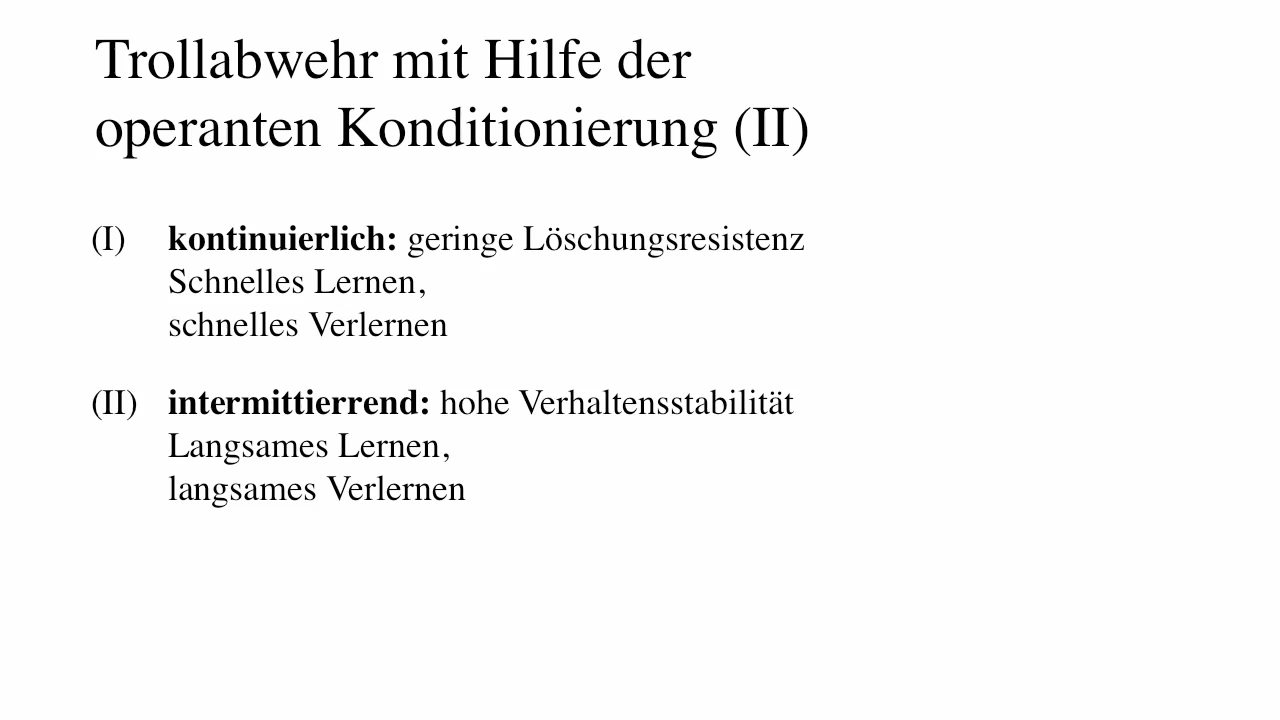 Trollabwehr mit Hilfe der
operanten Konditionierung (II)
(I) kontinuierlich: geringe Löschungsresistenz
Schnelles Lernen,
schnelles Verlernen
(II) intermittierrend: hohe Verhaltensstabilität
Langsames Lernen,
langsames Verlernen